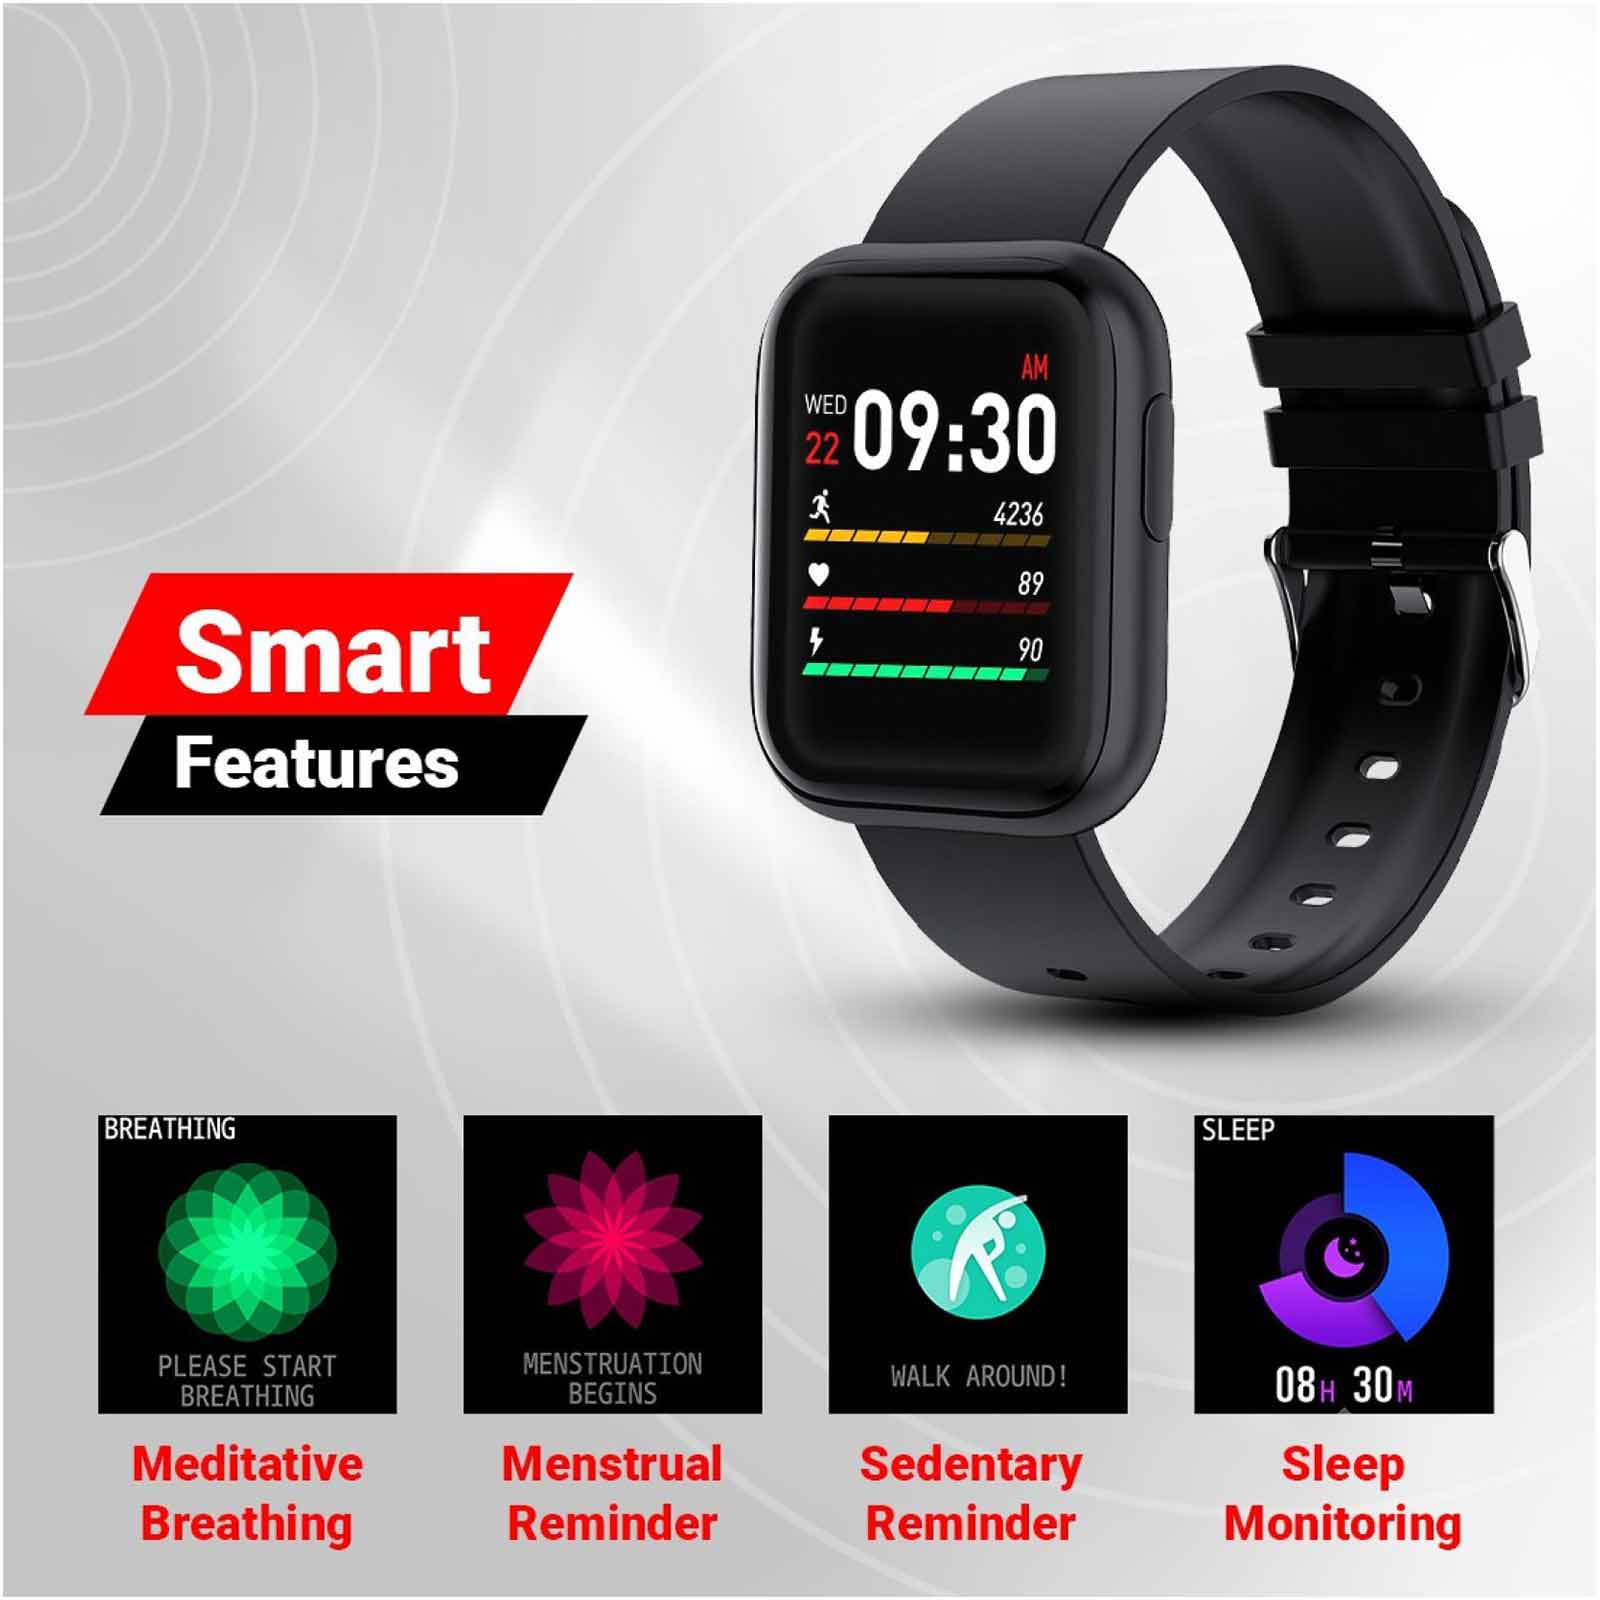 AM
WED
09:30
22
4236
89
90
Smart
Features
BREATHING
PLEASE START
BREATHING
MENSTRUATION
BEGINS
WALK AROUND!
SLEEP
08H 30M
Meditative
Breathing
Menstrual
Reminder
Sedentary
Reminder
Sleep
Monitoring